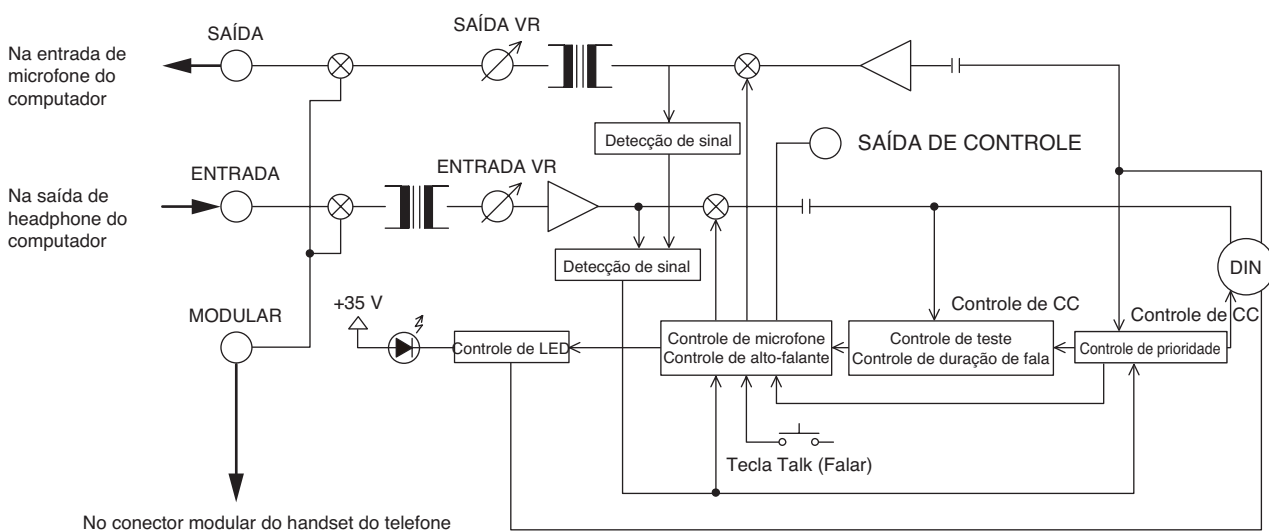 SAÍDA
SAÍDA VR
Na entrada de
microfone do
computador
Detecção de sinal
SAÍDA DE CONTROLE
ENTRADA
ENTRADA VR
Na saída de
headphone do
computador
Detecção de sinal
DIN
+35 V
MODULAR
Controle de CC
Controle de CC
Controle de LED
Controle de microfone
Controle de alto-falante
Controle de teste
Controle de duração de fala
Controle de prioridade
Tecla Talk (Falar)
No conector modular do handset do telefone